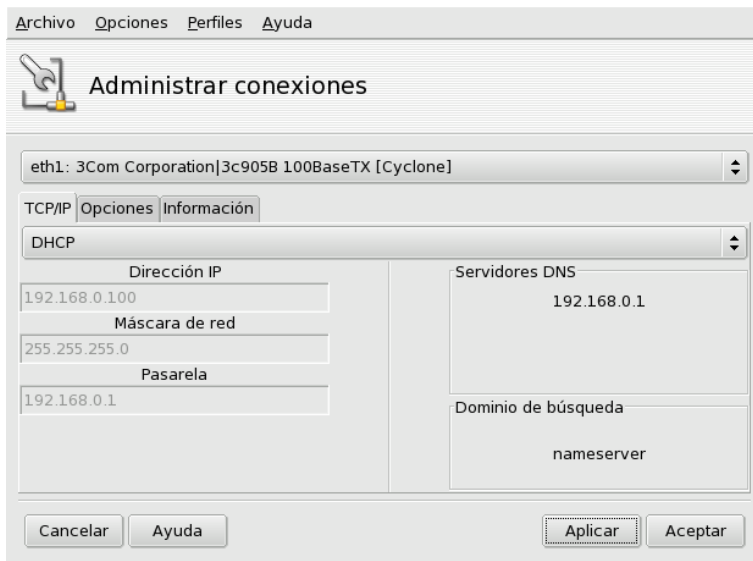 Archivo Opciones Perfiles Ayuda
Administrar conexiones
eth1: 3Com Corporation|3c905B 100BaseTX [Cyclone]
TCP/IP Opciones Información
DHCP
Dirección IP
192.168.0.100
Máscara de red
255.255.255.0
Pasarela
192.168.0.1
Servidores DNS
192.168.0.1
Dominio de búsqueda
nameserver
Cancelar Ayuda Aplicar Aceptar